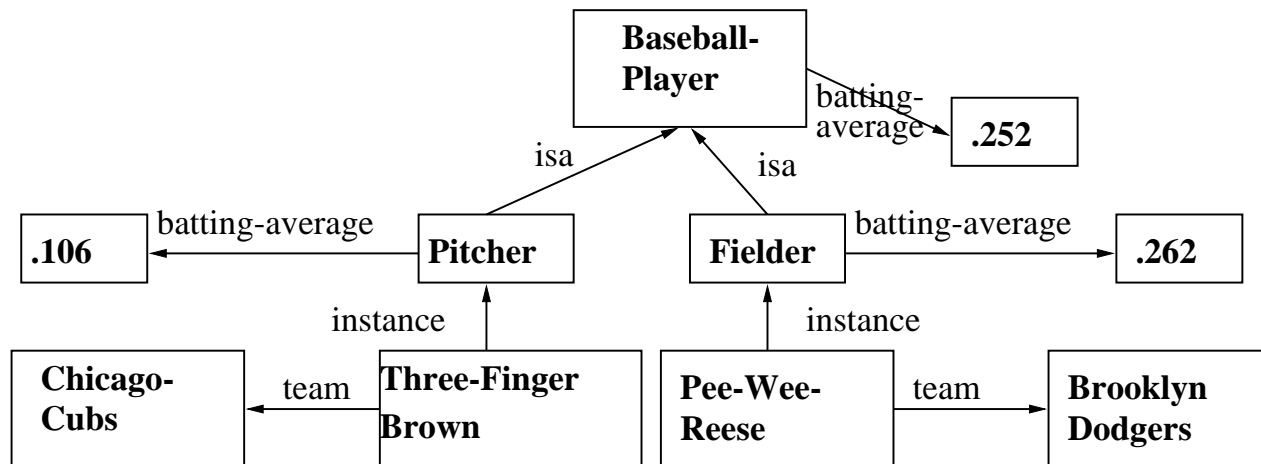 Baseball-
Player
batting-
average
.252
isa
isa
.106
batting-average
Pitcher
Fielder
batting-average
.262
instance
instance
Chicago-
Cubs
team
Three-Finger
Brown
Pee-Wee-
Reese
team
Brooklyn
Dodgers